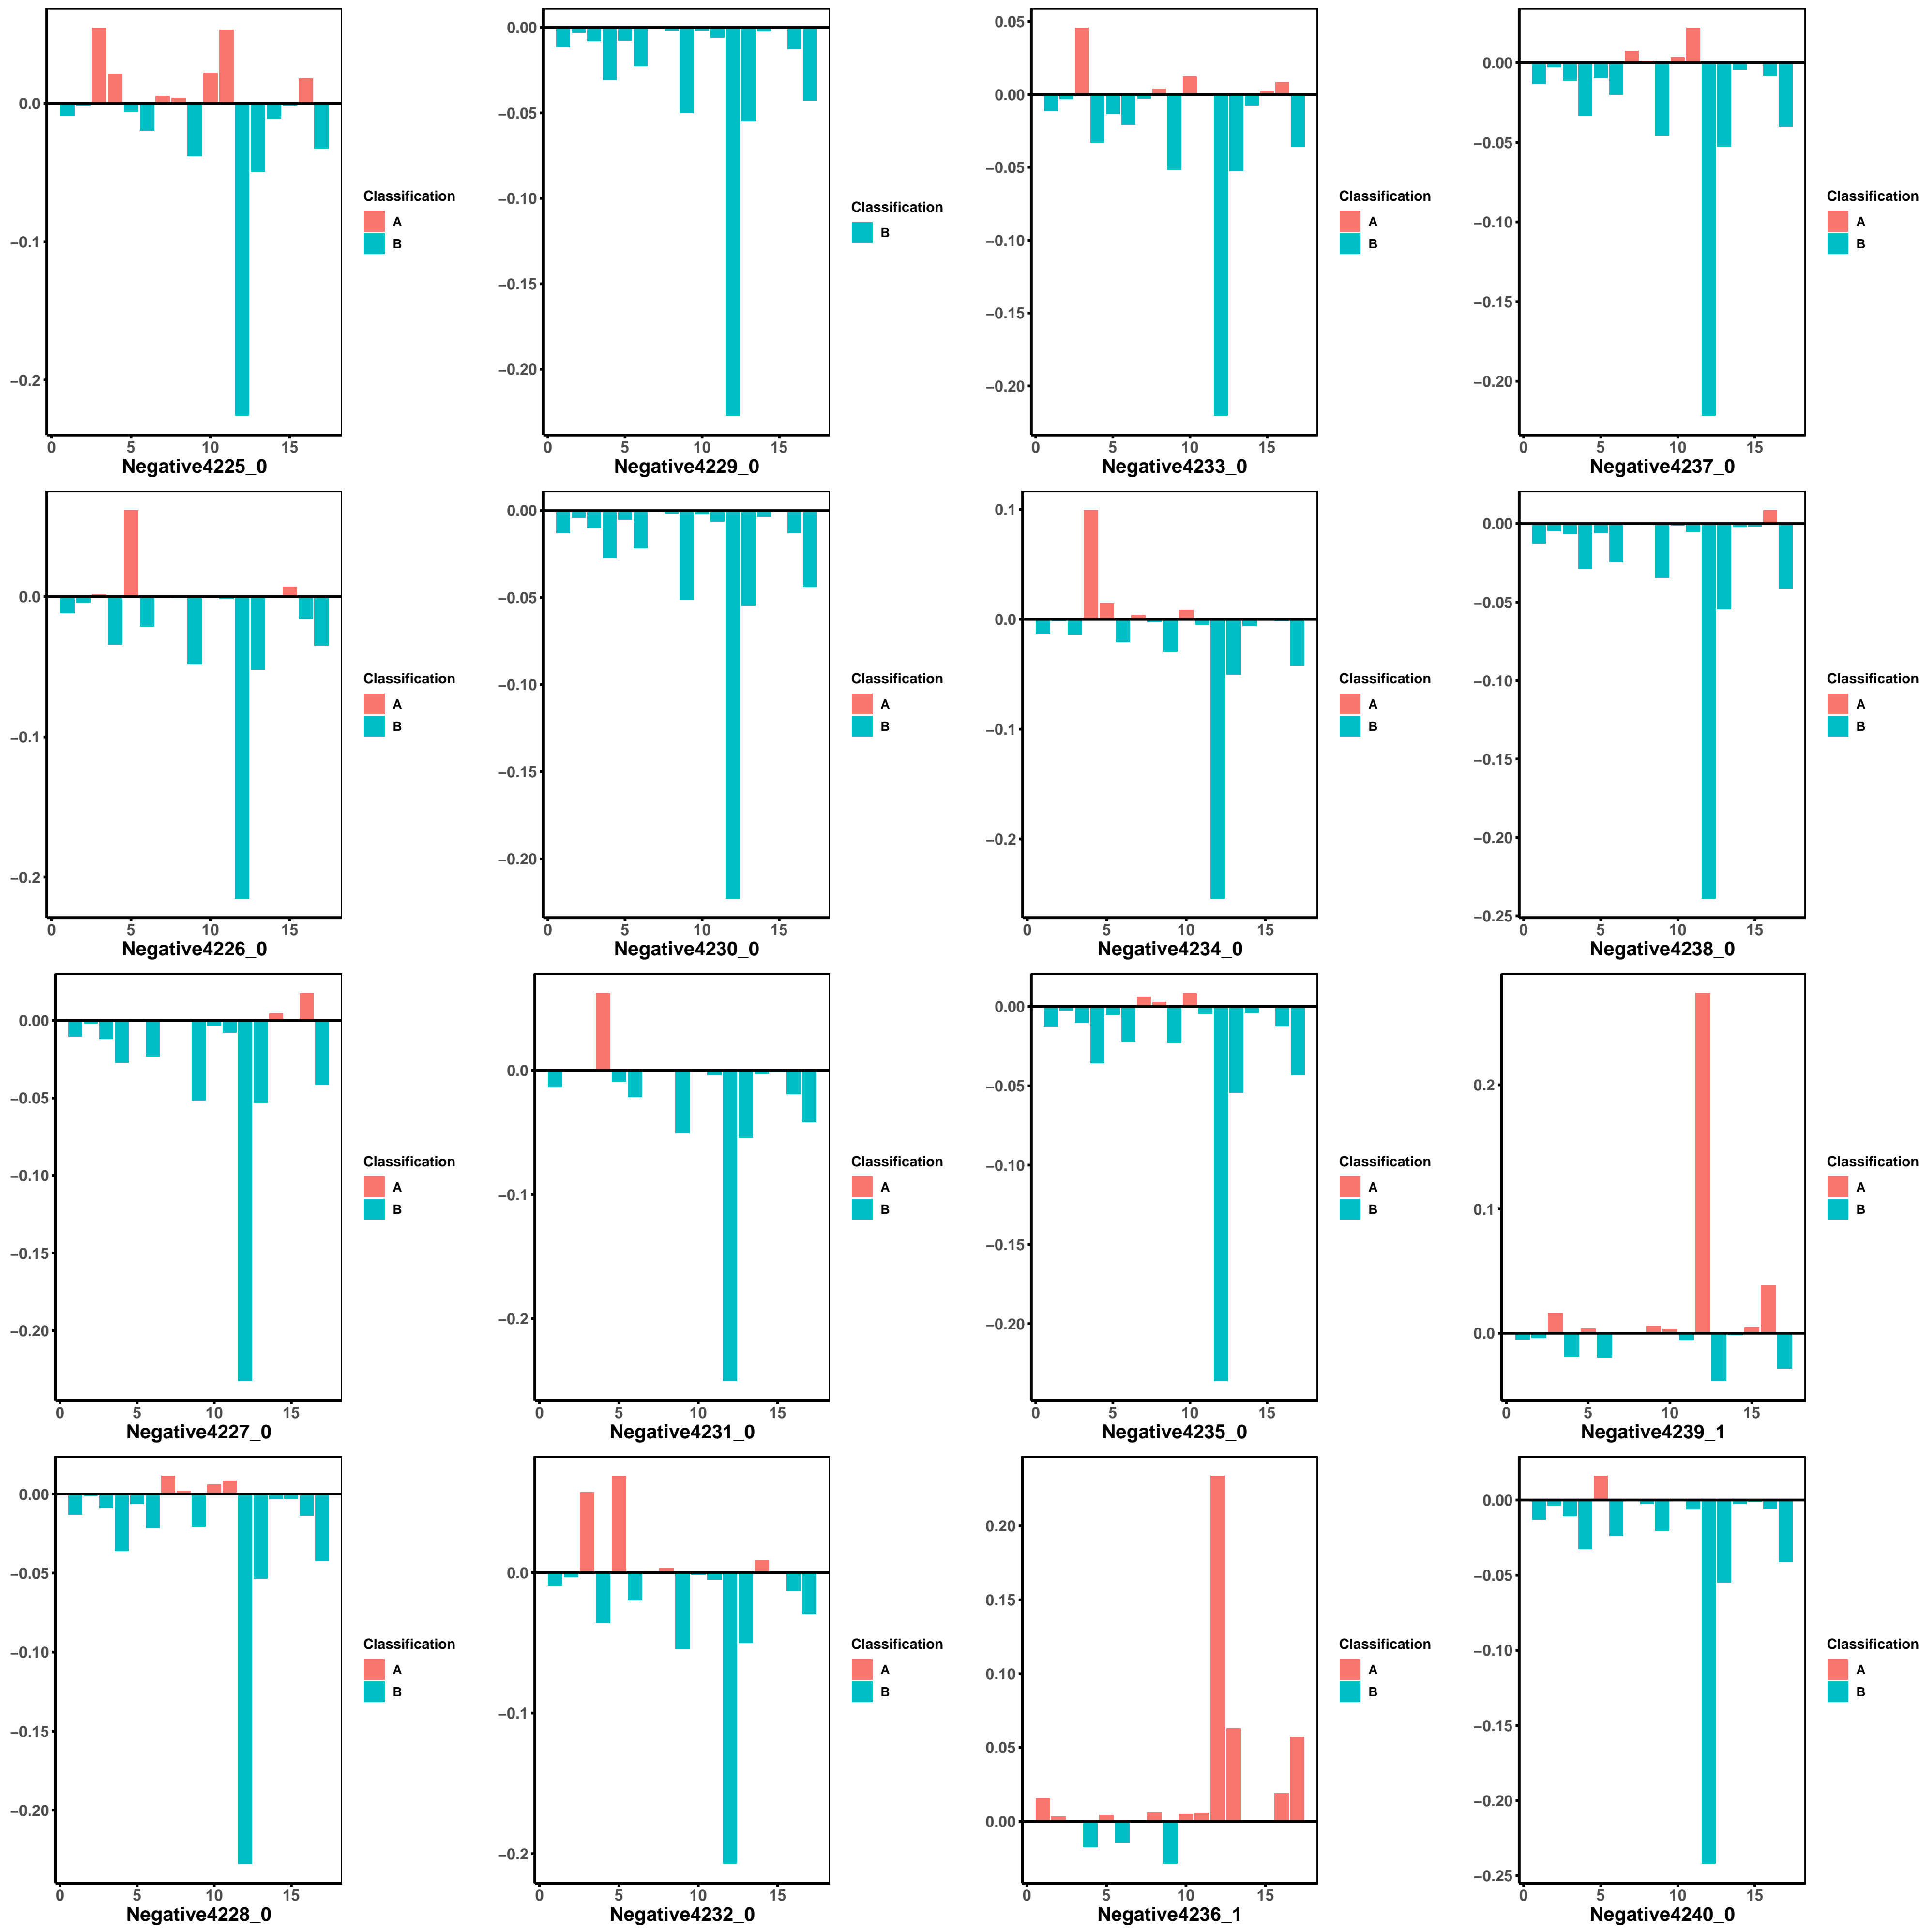 0.0
−0.1
−0.2
0 5 10 15
Negative4225_0
Classification
A
B
0.00
−0.05
−0.10
−0.15
−0.20
0 5 10 15
Negative4229_0
Classification
B
0.05
0.00
−0.05
−0.10
−0.15
−0.20
0 5 10 15
Negative4233_0
Classification
A
B
0.00
−0.05
−0.10
−0.15
−0.20
0 5 10 15
Negative4237_0
Classification
A
B
0.0
−0.1
−0.2
0 5 10 15
Negative4226_0
Classification
A
B
0.00
−0.05
−0.10
−0.15
−0.20
0 5 10 15
Negative4230_0
Classification
A
B
0.1
0.0
−0.1
−0.2
0 5 10 15
Negative4234_0
Classification
A
B
0.00
−0.05
−0.10
−0.15
−0.20
−0.25
0 5 10 15
Negative4238_0
Classification
A
B
0.00
−0.05
−0.10
−0.15
−0.20
0 5 10 15
Negative4227_0
Classification
A
B
0.0
−0.1
−0.2
0 5 10 15
Negative4231_0
Classification
A
B
0.00
−0.05
−0.10
−0.15
−0.20
0 5 10 15
Negative4235_0
Classification
A
B
0.2
0.1
0.0
0 5 10 15
Negative4239_1
Classification
A
B
0.00
−0.05
−0.10
−0.15
−0.20
0 5 10 15
Negative4228_0
Classification
A
B
0.0
−0.1
−0.2
0 5 10 15
Negative4232_0
Classification
A
B
0.20
0.15
0.10
0.05
0.00
0 5 10 15
Negative4236_1
Classification
A
B
0.00
−0.05
−0.10
−0.15
−0.20
−0.25
0 5 10 15
Negative4240_0
Classification
A
B